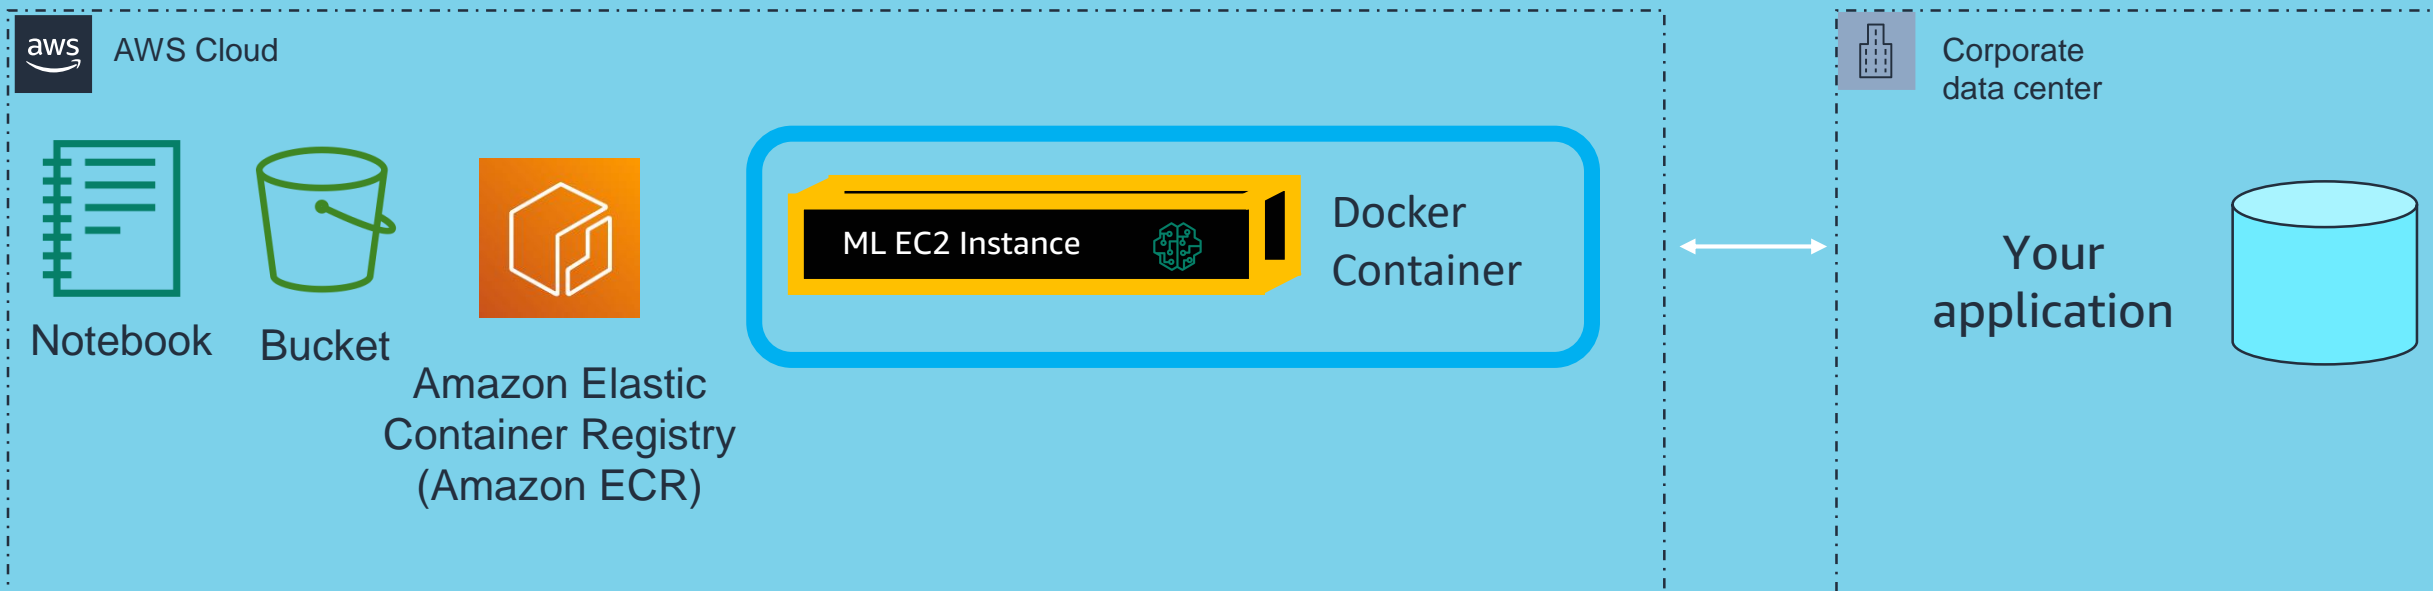 aws
AWS Cloud
Notebook
Bucket
Amazon Elastic
Container Registry
(Amazon ECR)
ML EC2 Instance
Docker
Container
Corporate
data center
Your
application